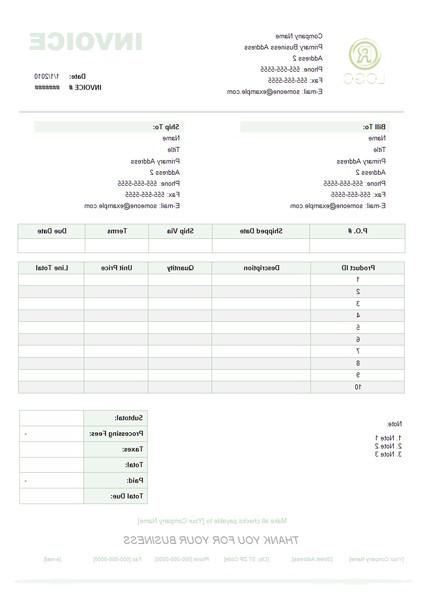 LOGO
Company Name
Primary Business Address
Address 2
Phone: 555-555-5555
Fax: 555-555-5555
E-mail: someone@example.com
INVOICE
Date: 1/1/2010
INVOICE # #######
Bill To:
Name
Title
Primary Address
Address 2
Phone: 555-555-5555
Fax: 555-555-5555
E-mail: someone@example.com
Ship To:
Name
Title
Primary Address
Address 2
Phone: 555-555-5555
Fax: 555-555-5555
E-mail: someone@example.com
P.O. # Shipped Date Ship Via Terms Due Date
Product ID Description Quantity Unit Price Line Total
1
2
3
4
5
6
7
8
9
10
Note:
1. Note 1
2. Note 2
3. Note 3
Subtotal:
Processing Fees: -
Taxes:
Total:
Paid: -
Total Due:
Make all checks payable to [Your Company Name]
THANK YOU FOR YOUR BUSINESS
[Your Company Name] [Street Address] [City, ST ZIP Code] Phone [000-000-0000] Fax [000-000-0000] [e-mail]